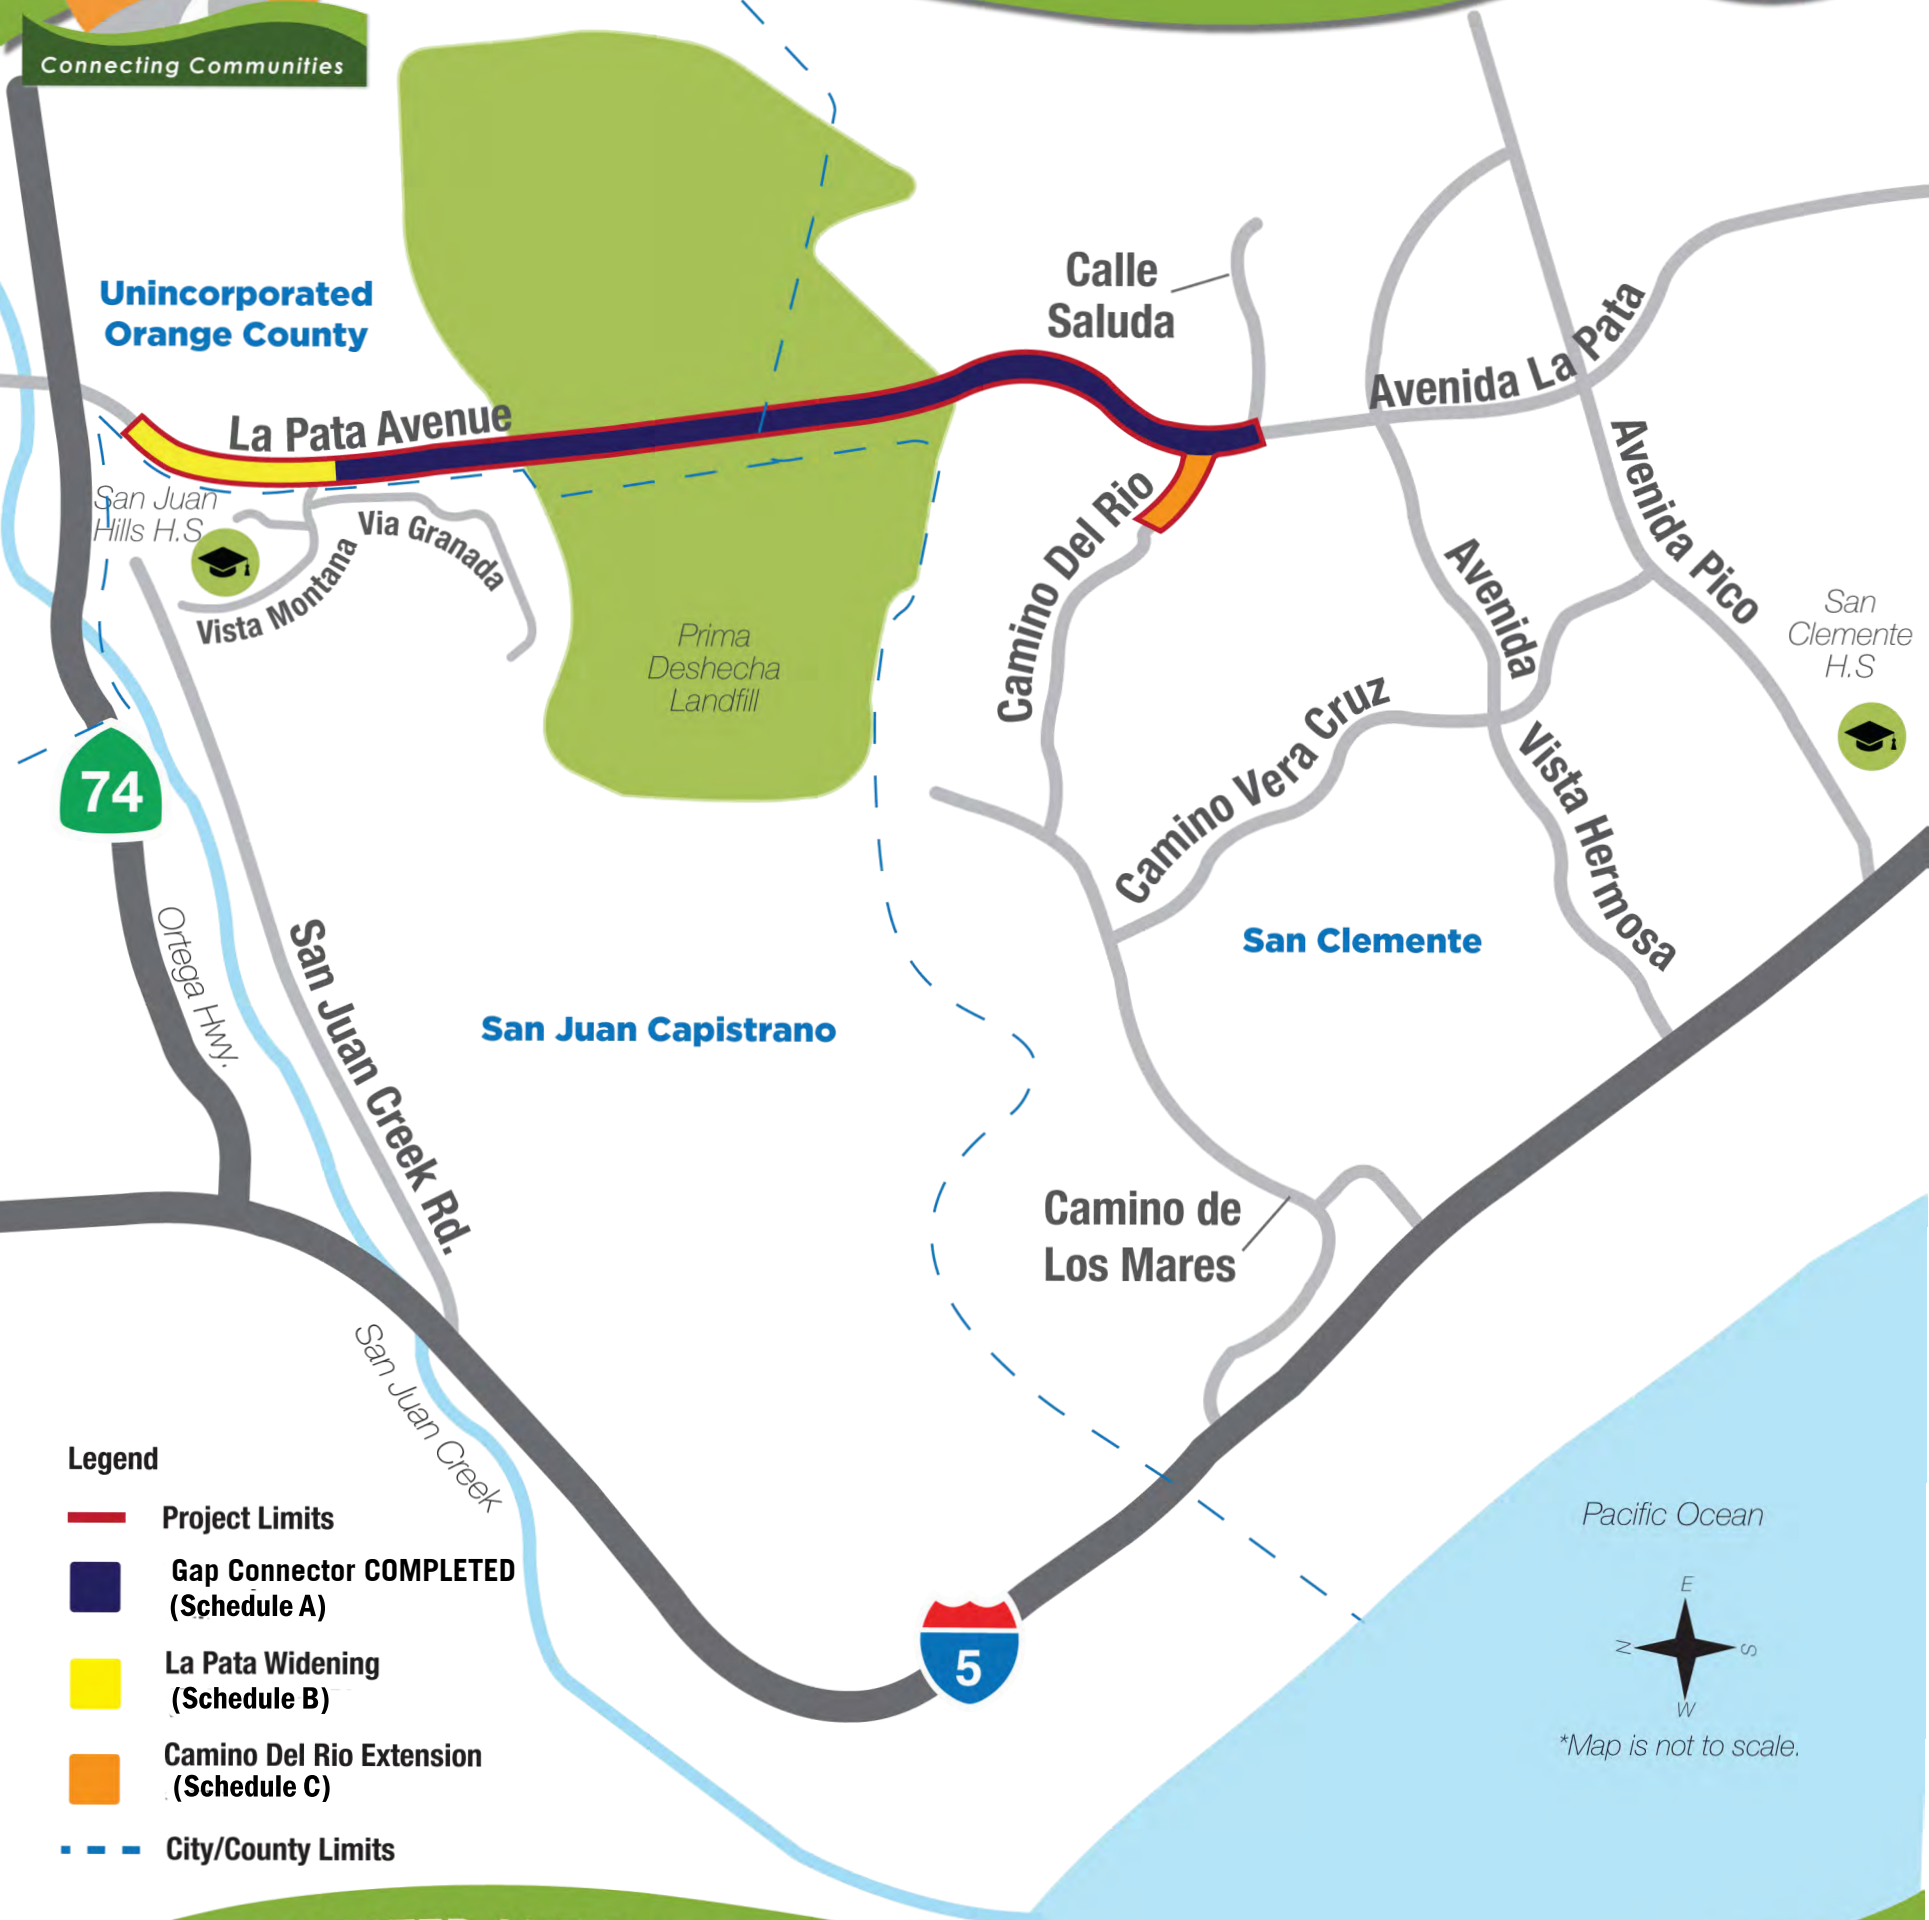 Connecting Communities
Unincorporated
Orange County
Calle
Saluda
Avenida La Pata
La Pata Avenue
San Juan
Hills H.S.
Via Granada
Vista Montana
Camino Del Rio
Avenida Pico
Avenida
Vista Hermosa
San
Clemente
H.S
Prima
Deshecha
Landfill
Camino Vera Cruz
74
Ortega Hwy.
San Juan Creek Rd.
San Clemente
San Juan Capistrano
Camino de
Los Mares
San Juan Creek
Legend
Project Limits
Gap Connector COMPLETED
(Schedule A)
La Pata Widening
(Schedule B)
Camino Del Rio Extension
(Schedule C)
City/County Limits
5
Pacific Ocean
E
N
S
W
*Map is not to scale.